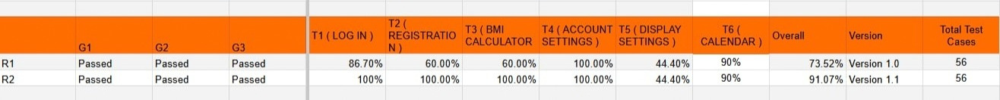 G1 G2 G3 T1 ( LOG IN ) T2 ( REGISTRATIO N ) T3 ( BMI CALCULATOR T4 ( ACCOUNT SETTINGS ) T5 ( DISPLAY SETTINGS ) T6 ( CALENDAR ) Overall Version Total Test Cases
R1 Passed Passed Passed 86.70% 60.00% 60.00% 100.00% 44.40% 90% 73.52% Version 1.0 56
R2 Passed Passed Passed 100% 100.00% 100.00% 100.00% 44.40% 90% 91.07% Version 1.1 56